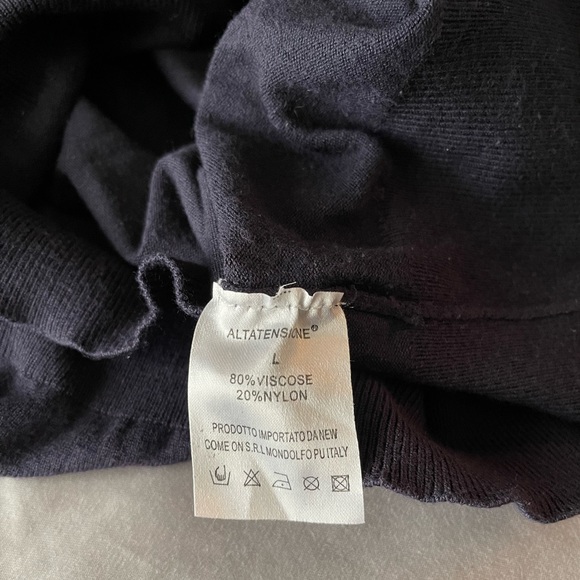 ALTATENSIONE®
L
80%VISCOSE
20%NYLON
PRODOTTO IMPORTATO DA NEW
COME ON S.R.L MONDOLFO PU ITALY